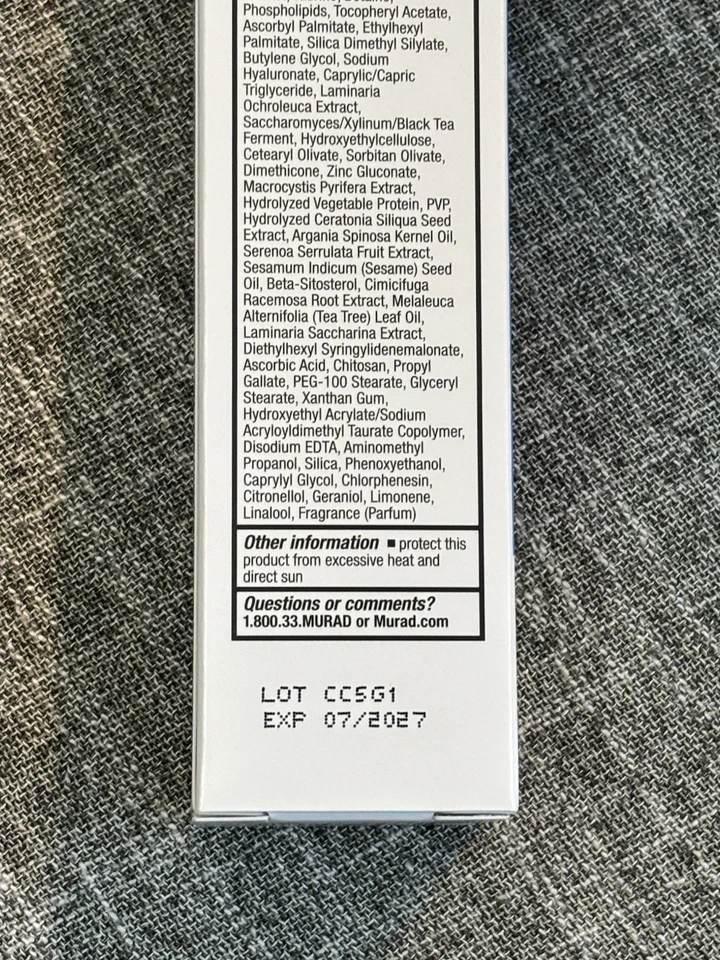 Phospholipids, Tocopheryl Acetate,
Ascorbyl Palmitate, Ethylhexyl
Palmitate, Silica Dimethyl Silylate,
Butylene Glycol, Sodium
Hyaluronate, Caprylic/Capric
Triglyceride, Laminaria
Ochroleuca Extract,
Saccharomyces/Xylinum/Black Tea
Ferment, Hydroxyethylcellulose,
Cetearyl Olivate, Sorbitan Olivate,
Dimethicone, Zinc Gluconate,
Macrocystis Pyrifera Extract,
Hydrolyzed Vegetable Protein, PVP,
Hydrolyzed Ceratonia Siliqua Seed
Extract, Argania Spinosa Kernel Oil,
Serenoa Serrulata Fruit Extract,
Sesamum Indicum (Sesame) Seed
Oil, Beta-Sitosterol, Cimicifuga
Racemosa Root Extract, Melaleuca
Alternifolia (Tea Tree) Leaf Oil,
Laminaria Saccharina Extract,
Diethylhexyl Syringylidenemalonate,
Ascorbic Acid, Chitosan, Propyl
Gallate, PEG-100 Stearate, Glyceryl
Stearate, Xanthan Gum,
Hydroxyethyl Acrylate/Sodium
Acryloyldimethyl Taurate Copolymer,
Disodium EDTA, Aminomethyl
Propanol, Silica, Phenoxyethanol,
Caprylyl Glycol, Chlorphenesin,
Citronellol, Geraniol, Limonene,
Linalool, Fragrance (Parfum)
Other information ■ protect this
product from excessive heat and
direct sun
Questions or comments?
1.800.33.MURAD or Murad.com
LOT CC5G1
EXP 07/2027